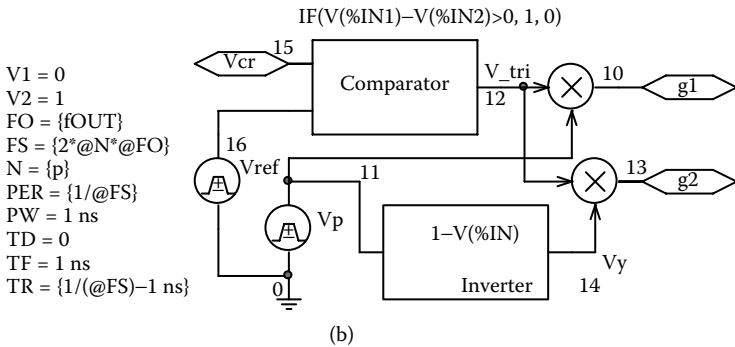 IF(V(%IN1)–V(%IN2)>0, 1, 0)
15
Vcr
Comparator
V_tri
12
10
g1
V1 = 0
V2 = 1
FO = {fOUT}
FS = {2*@N*@FO}
N = {p}
PER = {1/@FS}
PW = 1 ns
TD = 0
TF = 1 ns
TR = {1/(@FS)–1 ns}
16
Vref
11
13
g2
Vp
1–V(%IN)
Inverter
Vy
14
0
(b)